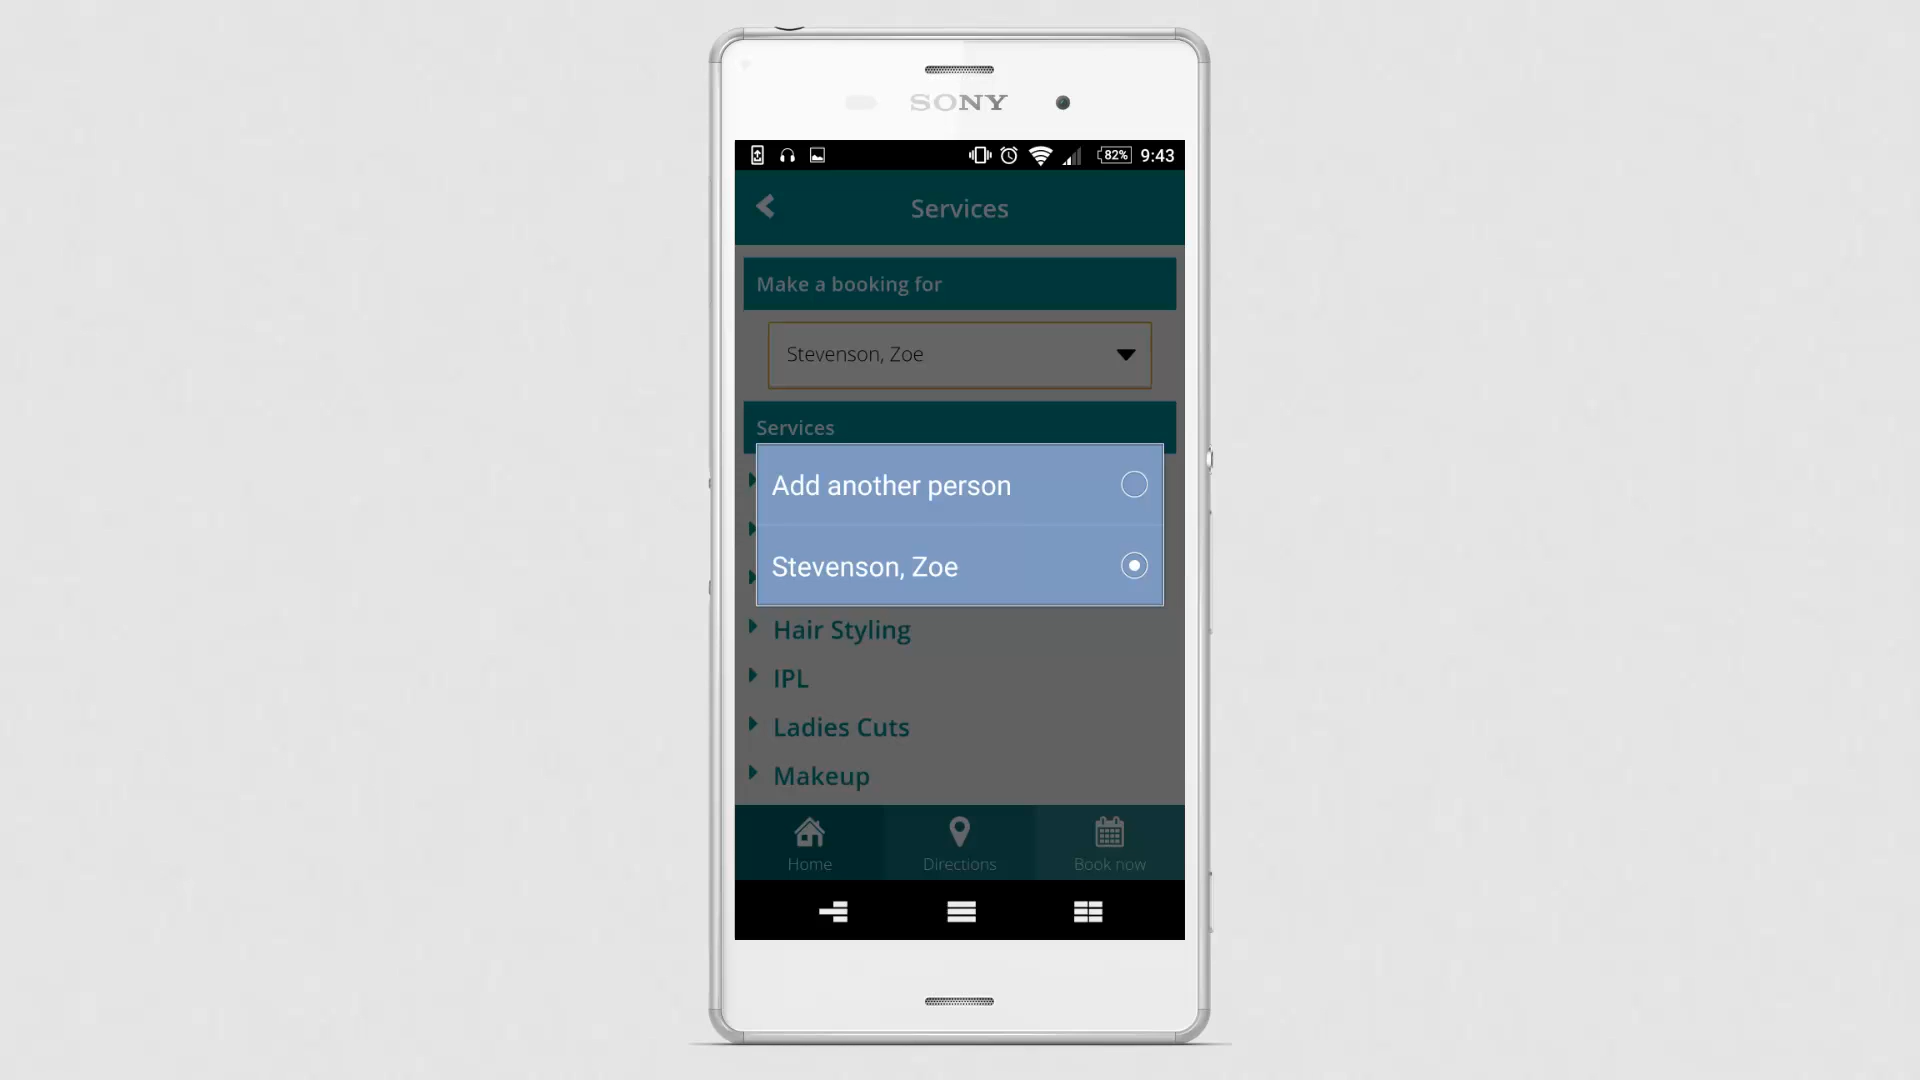 SONY
82% 9:43
Services
Make a booking for
Stevenson, Zoe
Services
Add another person
Stevenson, Zoe
Hair Styling
IPL
Ladies Cuts
Makeup
Home Directions Book now